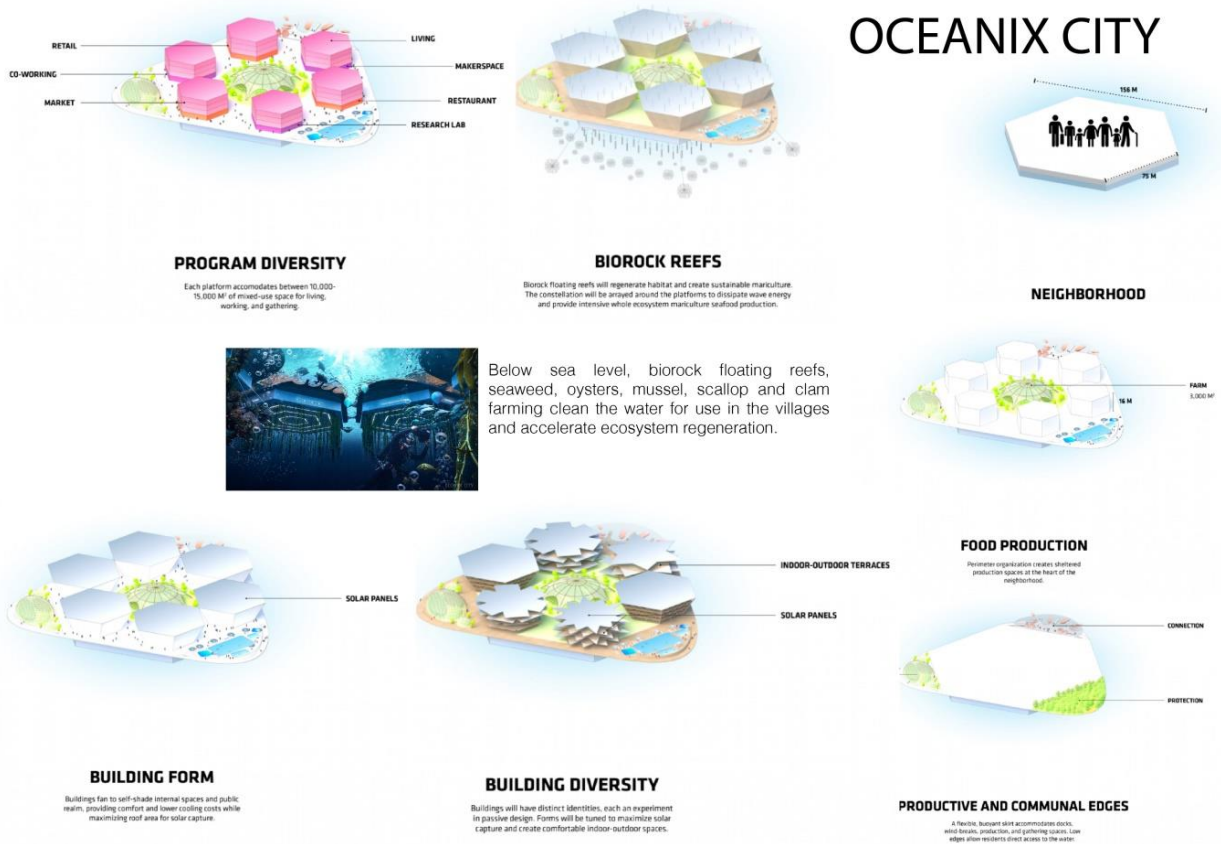 OCEANIX CITY
RETAIL
CO-WORKING
MARKET
LIVING
MAKERSPACE
RESTAURANT
RESEARCH LAB
PROGRAM DIVERSITY
Each platform accomodates between 10,000-
15,000 M² of mixed-use space for living,
working, and gathering.
BIOROCK REEFS
Biorock floating reefs will regenerate habitat and create sustainable mariculture.
The constellation will be arrayed around the platforms to dissipate wave energy
and provide intensive whole ecosystem mariculture seafood production.
156 M
75 M
NEIGHBORHOOD
Below sea level, biorock floating reefs,
seaweed, oysters, mussel, scallop and clam
farming clean the water for use in the villages
and accelerate ecosystem regeneration.
FARM
3,000 M²
16 M
FOOD PRODUCTION
Perimeter organization creates sheltered
production spaces at the heart of the
neighborhood.
SOLAR PANELS
BUILDING FORM
Buildings fan to self-shade internal spaces and public
realm, providing comfort and lower cooling costs while
maximizing roof area for solar capture.
INDOOR-OUTDOOR TERRACES
SOLAR PANELS
BUILDING DIVERSITY
Buildings will have distinct identities, each an experiment
in passive design. Forms will be tuned to maximize solar
capture and create comfortable indoor-outdoor spaces.
CONNECTION
PROTECTION
PRODUCTIVE AND COMMUNAL EDGES
A flexible, buoyant skirt accommodates docks,
wind-breaks, production, and gathering spaces. Low
edges allow residents direct access to the water.